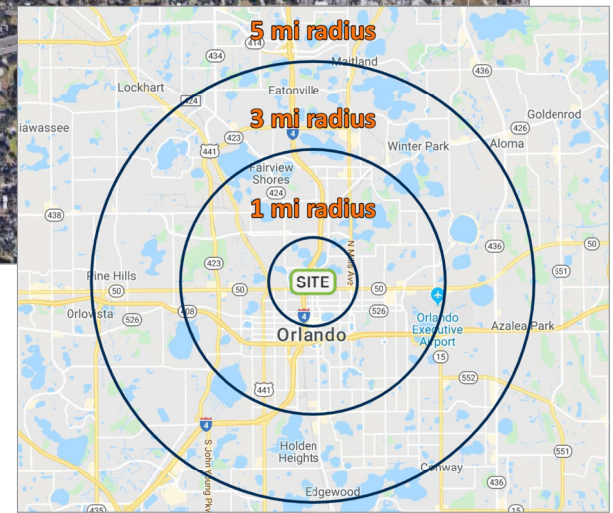 5 mi radius
414
434
Maitland
436
Lockhart
Eatonville
424
3 mi radius
4
Goldenrod
426
iawassee
423
441
Winter Park
Aloma
Fairview
Shores
424
1 mi radius
438
N Mills Ave
436
50
423
551
Pine Hills
SITE
50
50
50
Orlovista
526
408
4
526
Orlando
Executive
Airport
Azalea Park
Orlando
15
552
441
4
S John Young Pkwy
Holden
Heights
551
Conway
436
Edgewood
435
15